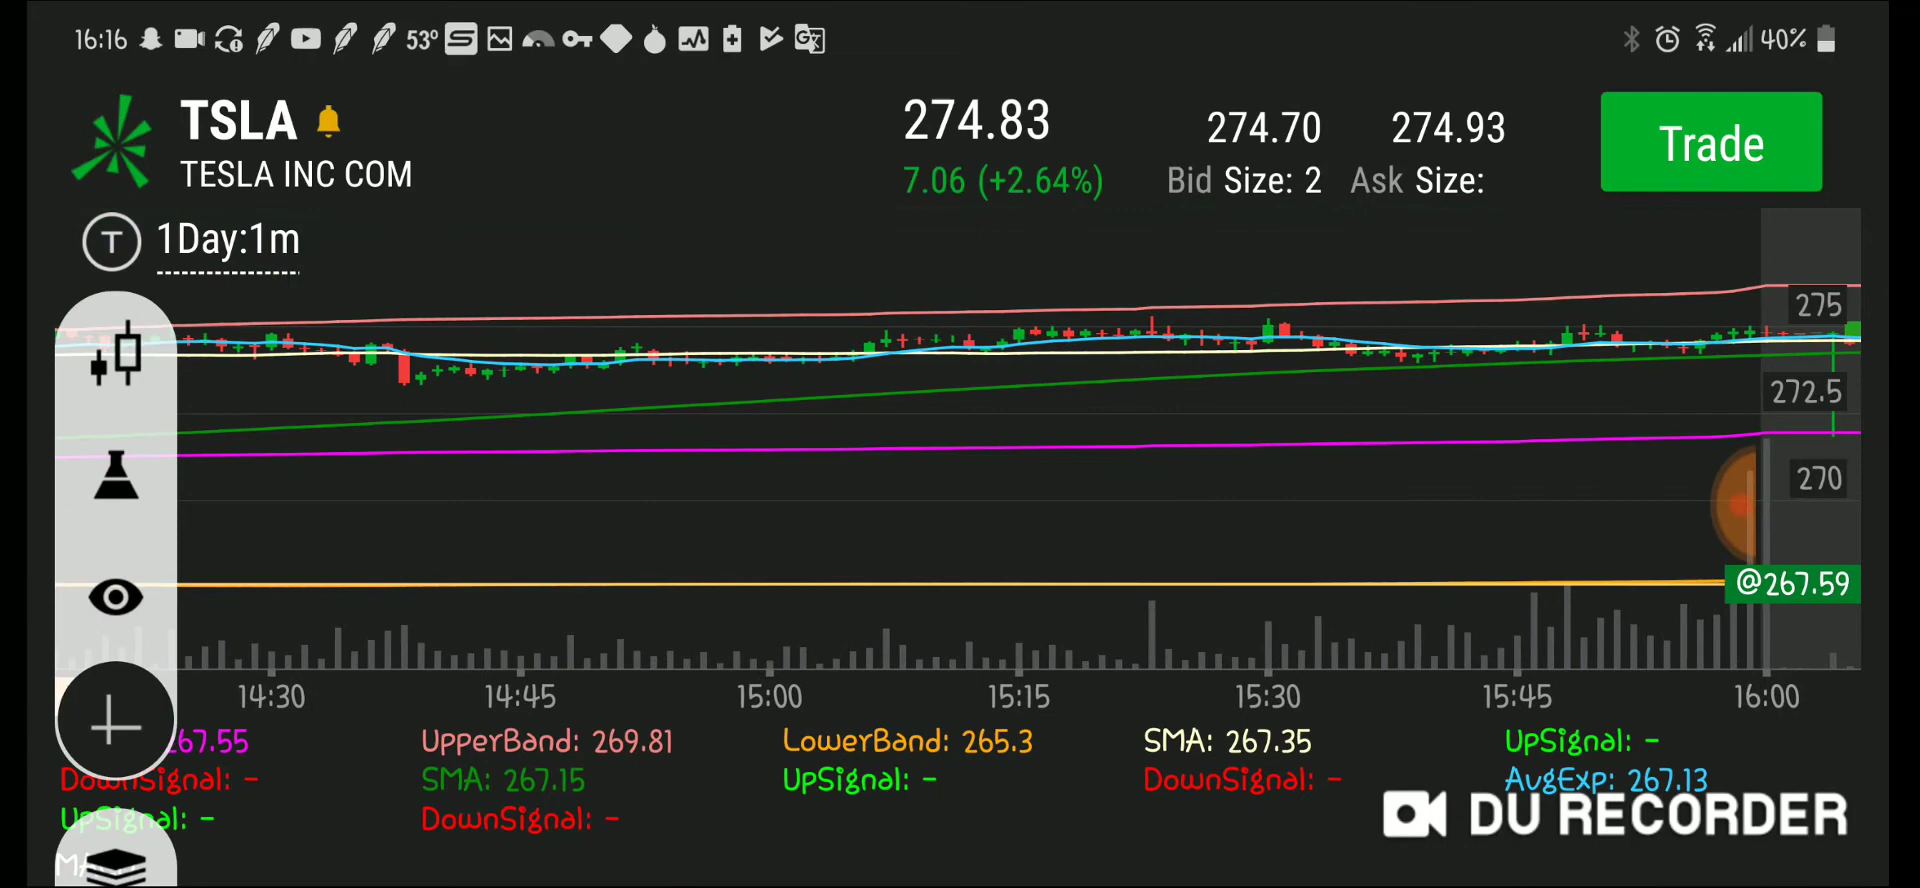 16:16 53° 40%
TSLA 274.83 274.70 274.93 Trade
TESLA INC COM 7.06 (+2.64%) Bid Size: 2 Ask Size:
T 1Day:1m
275
272.5
270
@267.59
14:30 14:45 15:00 15:15 15:30 15:45 16:00
267.55 UpperBand: 269.81 LowerBand: 265.3 SMA: 267.35 UpSignal: -
DownSignal: - SMA: 267.15 UpSignal: - DownSignal: - AvgExp: 267.13
UpSignal: - DownSignal: -
DU RECORDER